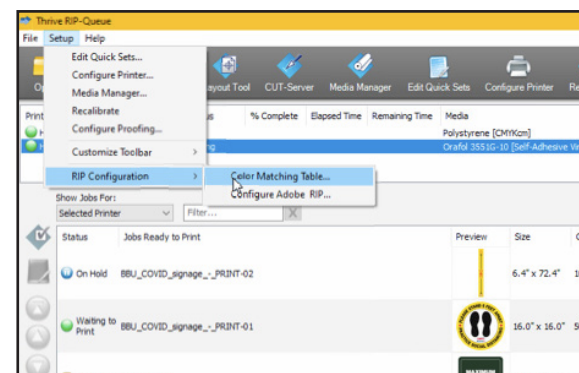 Thrive RIP-Queue
File Setup Help
Edit Quick Sets...
Configure Printer...
Media Manager...
Recalibrate
Configure Proofing...
Customize Toolbar >
RIP Configuration >
Color Matching Table...
Configure Adobe RIP...
ayout Tool CUT-Server Media Manager Edit Quick Sets Configure Printer Re
Print % Complete Elapsed Time Remaining Time Media
Polystyrene [CMYKcm]
Orafol 3551G-10 [Self-Adhesive Vi
Show Jobs For:
Selected Printer Filter... X
Status Jobs Ready to Print Preview Size
On Hold BBU_COVID_signage_-_PRINT-02 6.4" x 72.4"
Waiting to
Print BBU_COVID_signage_-_PRINT-01 16.0" x 16.0"
MAXIMUM